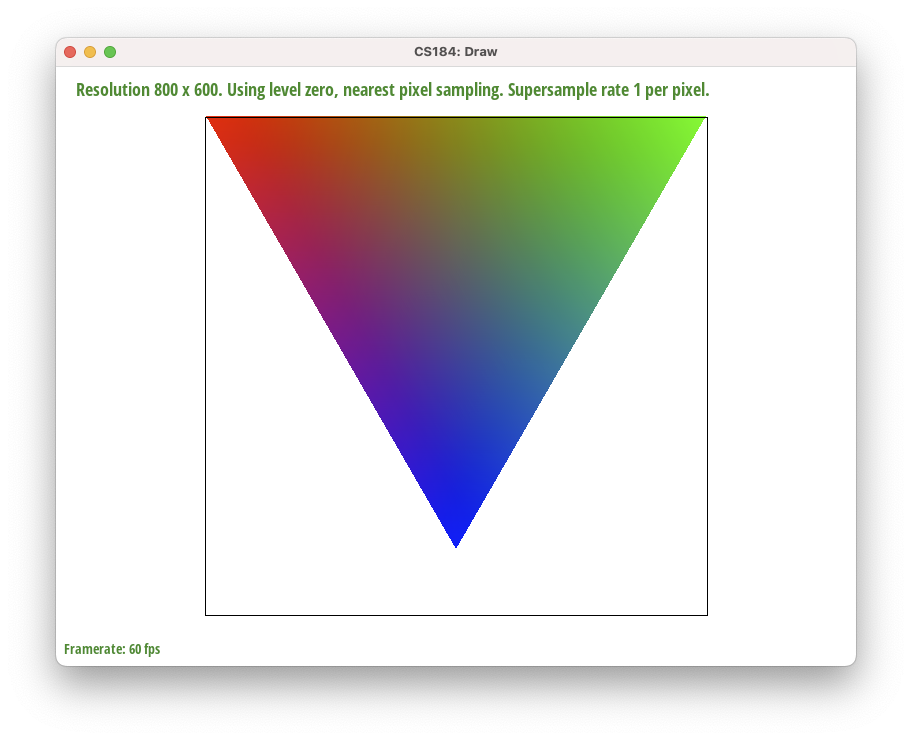 CS184: Draw
Resolution 800 x 600. Using level zero, nearest pixel sampling. Supersample rate 1 per pixel.
Framerate: 60 fps